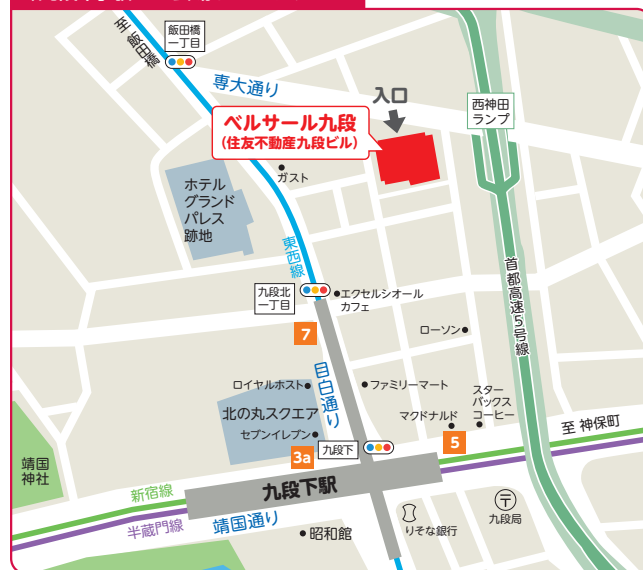 至飯田橋
飯田橋
一丁目
専大通り
入口
西神田
ランプ
ベルサール九段
(住友不動産九段ビル)
ガスト
ホテル
グランド
パレス
跡地
東西線
首都高速5号線
九段北
一丁目
エクセルシオール
カフェ
7
ローソン
目白通り
ロイヤルホスト
ファミリーマート
スター
バックス
コーヒー
北の丸スクエア
マクドナルド
セブンイレブン
九段下
5
至 神保町
3a
靖国
神社
九段下駅
新宿線
半蔵門線
靖国通り
昭和館
りそな銀行
〒
九段局